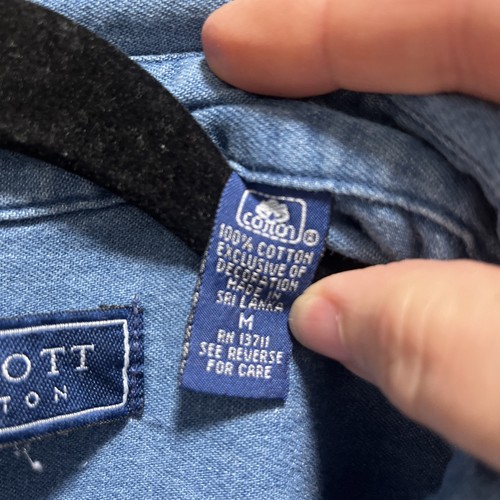 COTTON
®
100% COTTON
EXCLUSIVE OF
DECORATION
MADE IN
SRI LANKA
M
RN 13711
SEE REVERSE
FOR CARE
OTT
TON